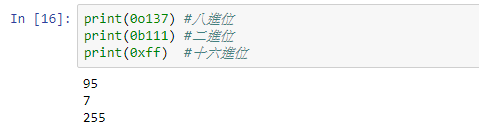 In [16]: print(0o137) #八進位
print(0b111) #二進位
print(0xff)  #十六進位
95
7
255